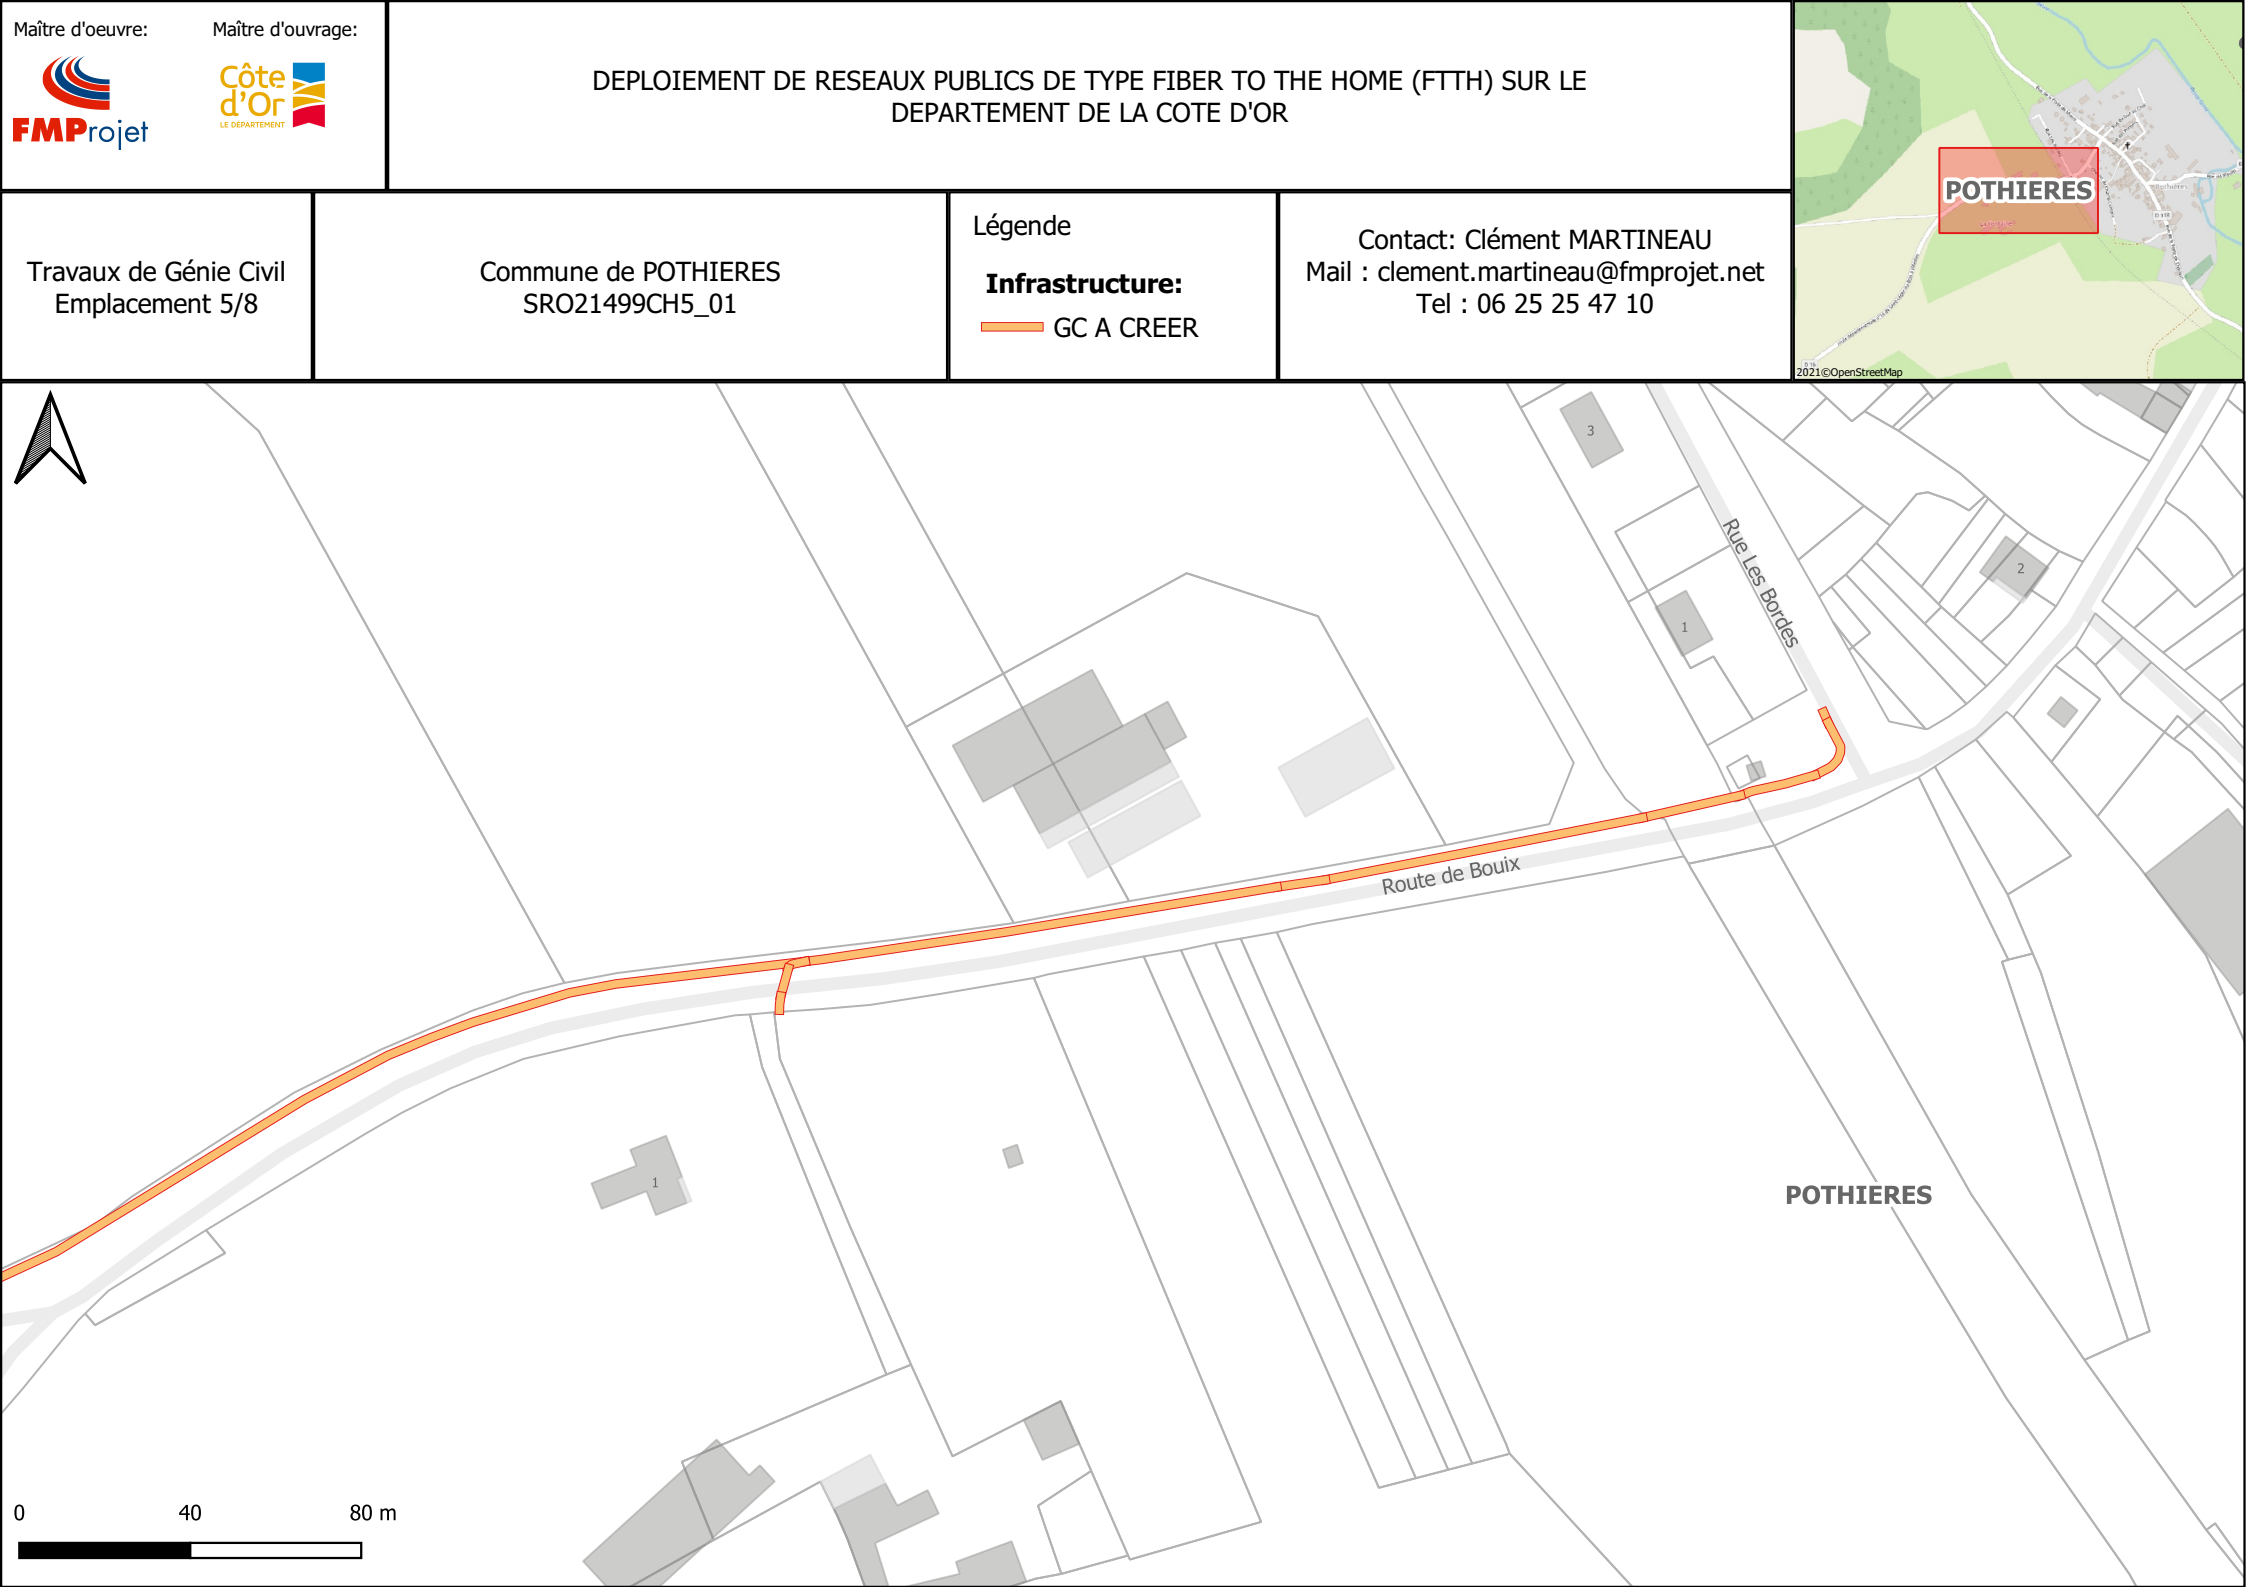 Maître d'oeuvre:
Maître d'ouvrage:
FMProjet
Côte
d'Or
LE DÉPARTEMENT
DEPLOIEMENT DE RESEAUX PUBLICS DE TYPE FIBER TO THE HOME (FTTH) SUR LE
DEPARTEMENT DE LA COTE D'OR
Travaux de Génie Civil
Emplacement 5/8
Commune de POTHIERES
SRO21499CH5_01
Légende
Infrastructure:
GC A CREER
Contact: Clément MARTINEAU
Mail : clement.martineau@fmprojet.net
Tel : 06 25 25 47 10
POTHIERES
Pothières
D 118
D 16
2021©OpenStreetMap
3
Rue Les Bordes
2
1
Route de Bouix
1
POTHIERES
0
40
80 m